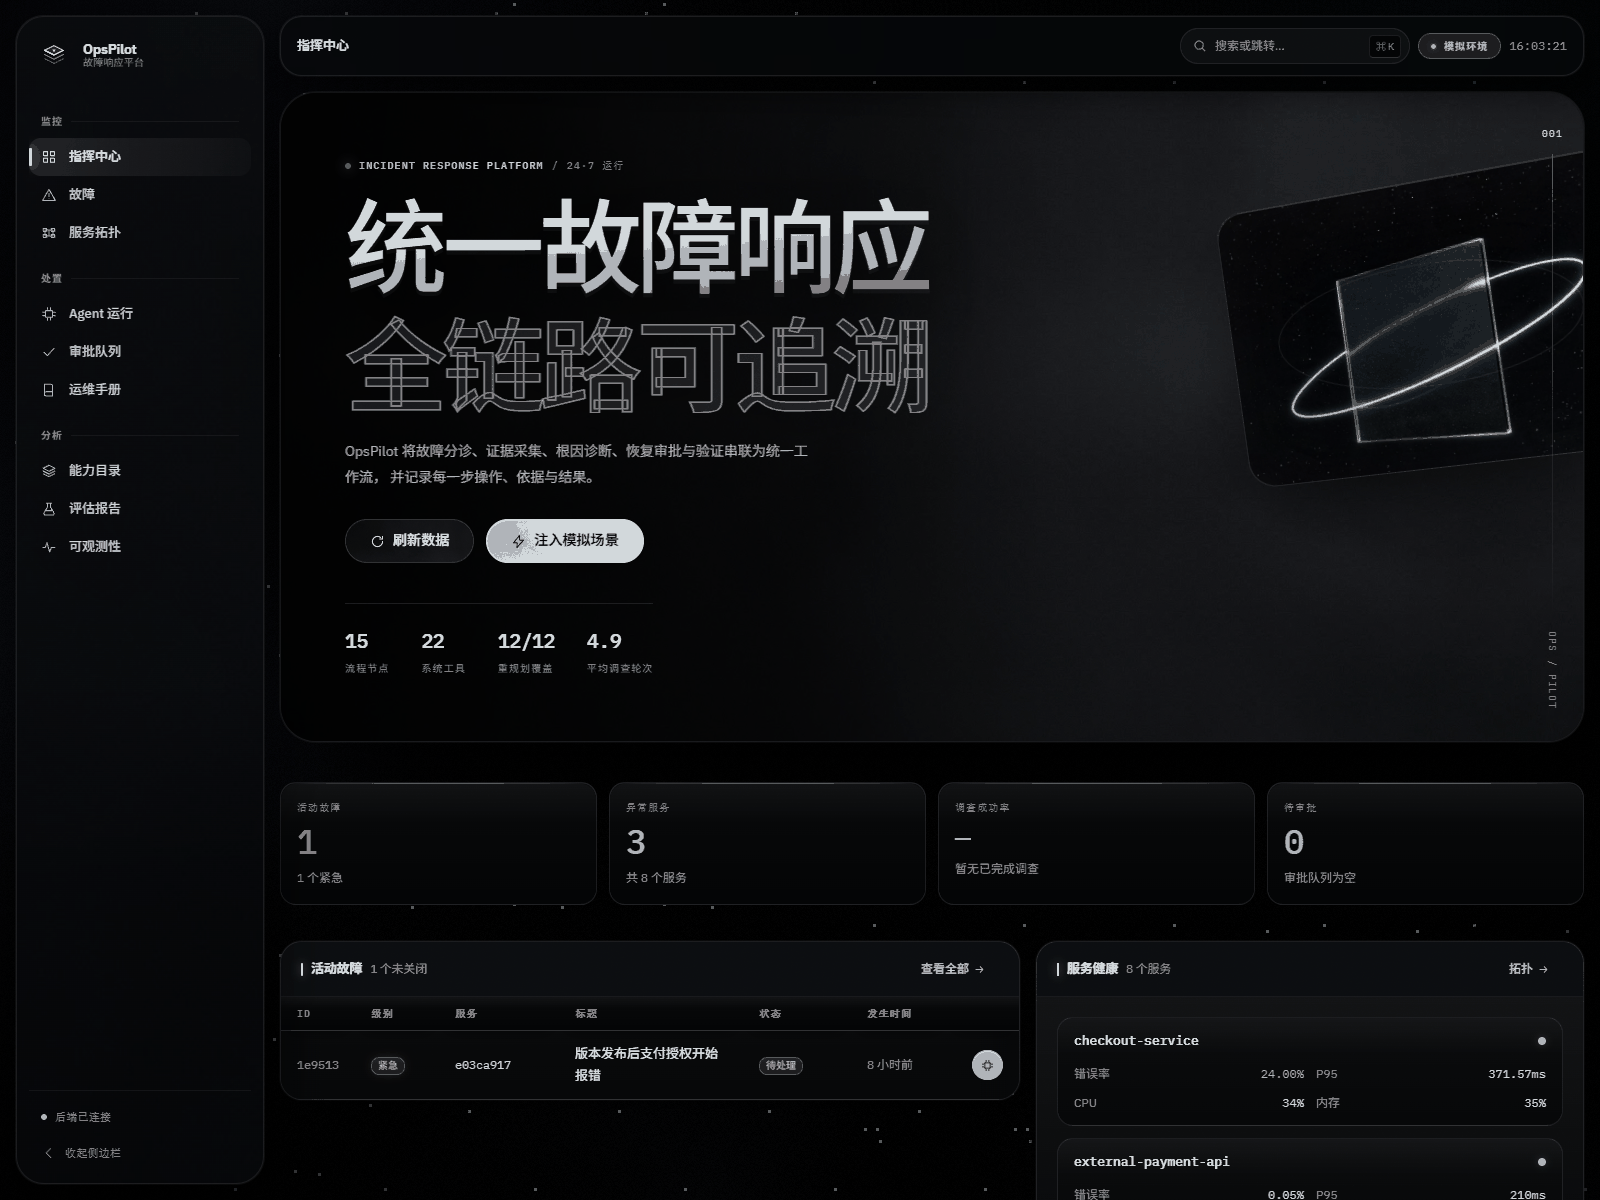 OpsPilot
故障响应平台
监控
指挥中心
故障
服务拓扑
处置
Agent 运行
审批队列
运维手册
分析
能力目录
评估报告
可观测性
后端已连接
收起侧边栏
指挥中心
搜索或跳转...
⌘K
模拟环境
16:03:21
001
INCIDENT RESPONSE PLATFORM / 24·7 运行
统一故障响应
全链路可追溯
OpsPilot 将故障分诊、证据采集、根因诊断、恢复审批与验证串联为统一工
作流， 并记录每一步操作、依据与结果。
刷新数据
注入模拟场景
15 22 12/12 4.9
流程节点 系统工具 重规划覆盖 平均调查轮次
OPS / PILOT
活动故障
1
1 个紧急
异常服务
3
共 8 个服务
调查成功率
—
暂无已完成调查
待审批
0
审批队列为空
活动故障 1 个未关闭
查看全部 →
ID 级别 服务 标题 状态 发生时间
1e9513 紧急 e03ca917 版本发布后支付授权开始
报错
待处理 8 小时前
服务健康 8 个服务
拓扑 →
checkout-service
错误率 24.00% P95 371.57ms
CPU 34% 内存 35%
external-payment-api
错误率 0.05% P95 210ms